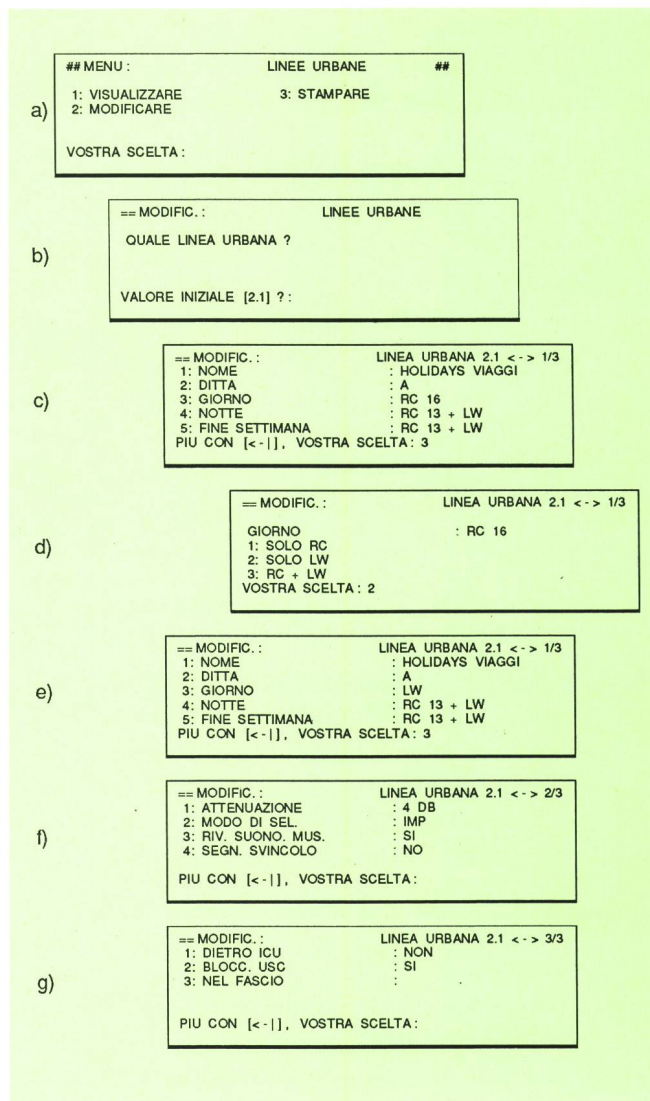 a)
## MENU : LINEE URBANE ##
1: VISUALIZZARE 3: STAMPARE
2: MODIFICARE
VOSTRA SCELTA :
b)
== MODIFIC. : LINEE URBANE
QUALE LINEA URBANA ?
VALORE INIZIALE [2.1] ? :
c)
== MODIFIC. : LINEA URBANA 2.1 < - > 1/3
1: NOME : HOLIDAYS VIAGGI
2: DITTA : A
3: GIORNO : RC 16
4: NOTTE : RC 13 + LW
5: FINE SETTIMANA : RC 13 + LW
PIU CON [< - |], VOSTRA SCELTA: 3
d)
== MODIFIC. : LINEA URBANA 2.1 < - > 1/3
GIORNO : RC 16
1: SOLO RC
2: SOLO LW
3: RC + LW
VOSTRA SCELTA : 2
e)
== MODIFIC. : LINEA URBANA 2.1 < - > 1/3
1: NOME : HOLIDAYS VIAGGI
2: DITTA : A
3: GIORNO : LW
4: NOTTE : RC 13 + LW
5: FINE SETTIMANA : RC 13 + LW
PIU CON [< - |], VOSTRA SCELTA: 3
f)
== MODIFIC. : LINEA URBANA 2.1 < - > 2/3
1: ATTENUAZIONE : 4 DB
2: MODO DI SEL. : IMP
3: RIV. SUONO. MUS. : SI
4: SEGN. SVINCOLO : NO
PIU CON [< - |], VOSTRA SCELTA:
g)
== MODIFIC. : LINEA URBANA 2.1 < - > 3/3
1: DIETRO ICU : NON
2: BLOCC. USC : SI
3: NEL FASCIO :
PIU CON [< - |], VOSTRA SCELTA: